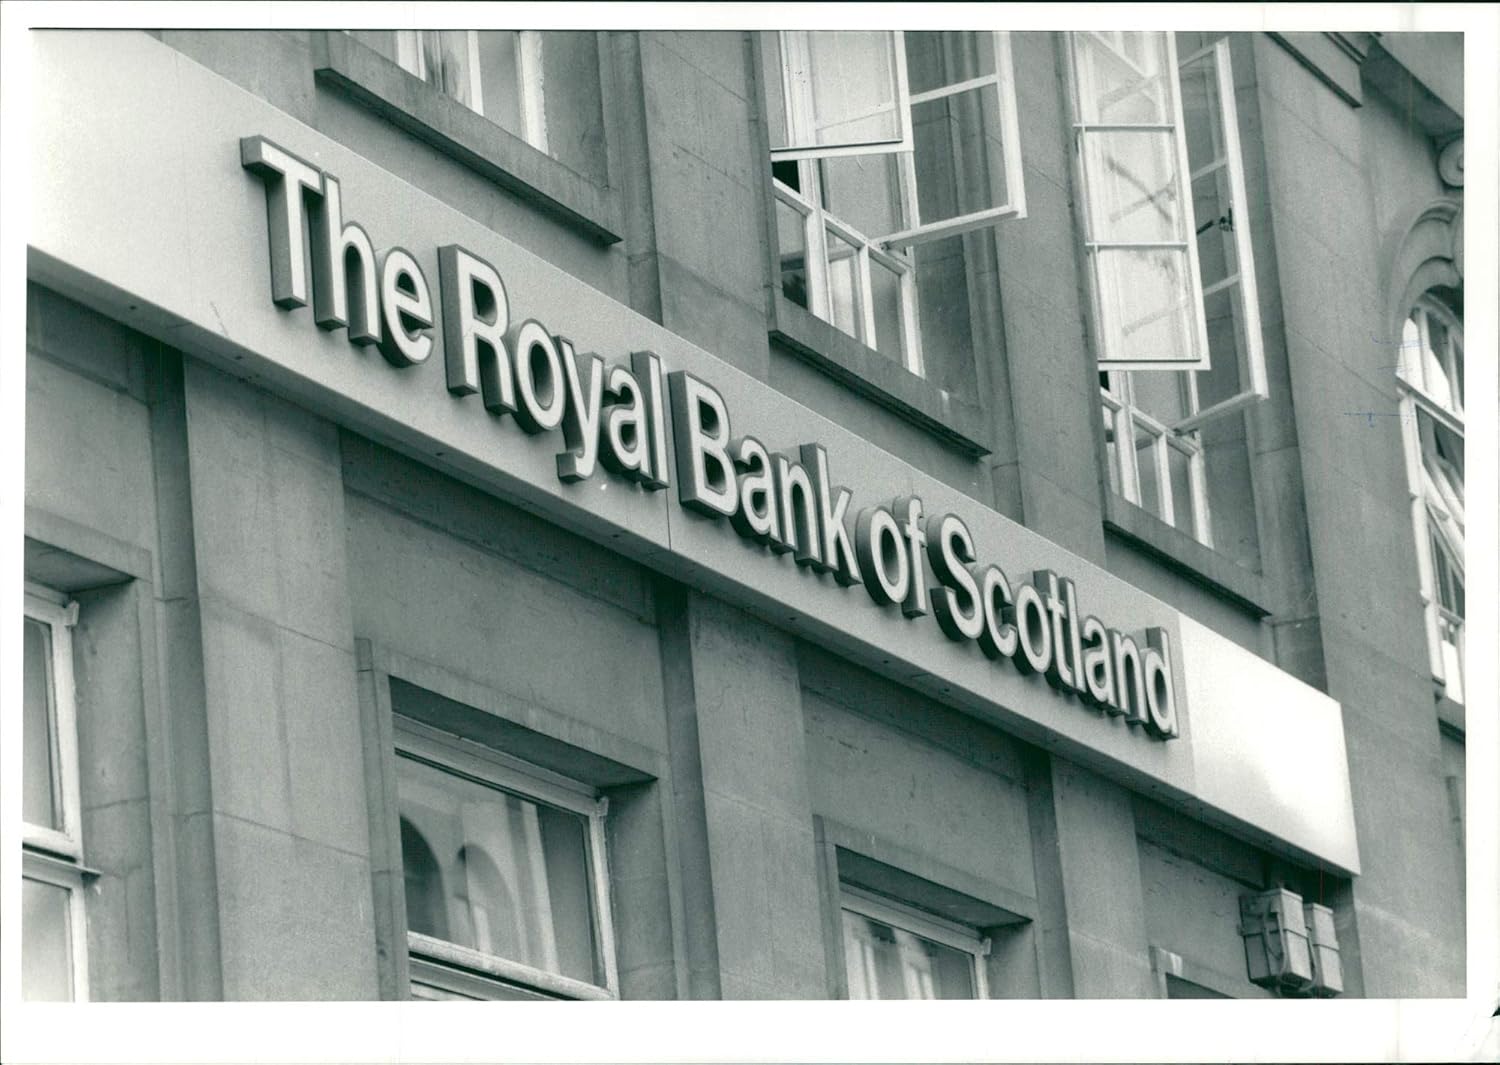 The Royal Bank of Scotland